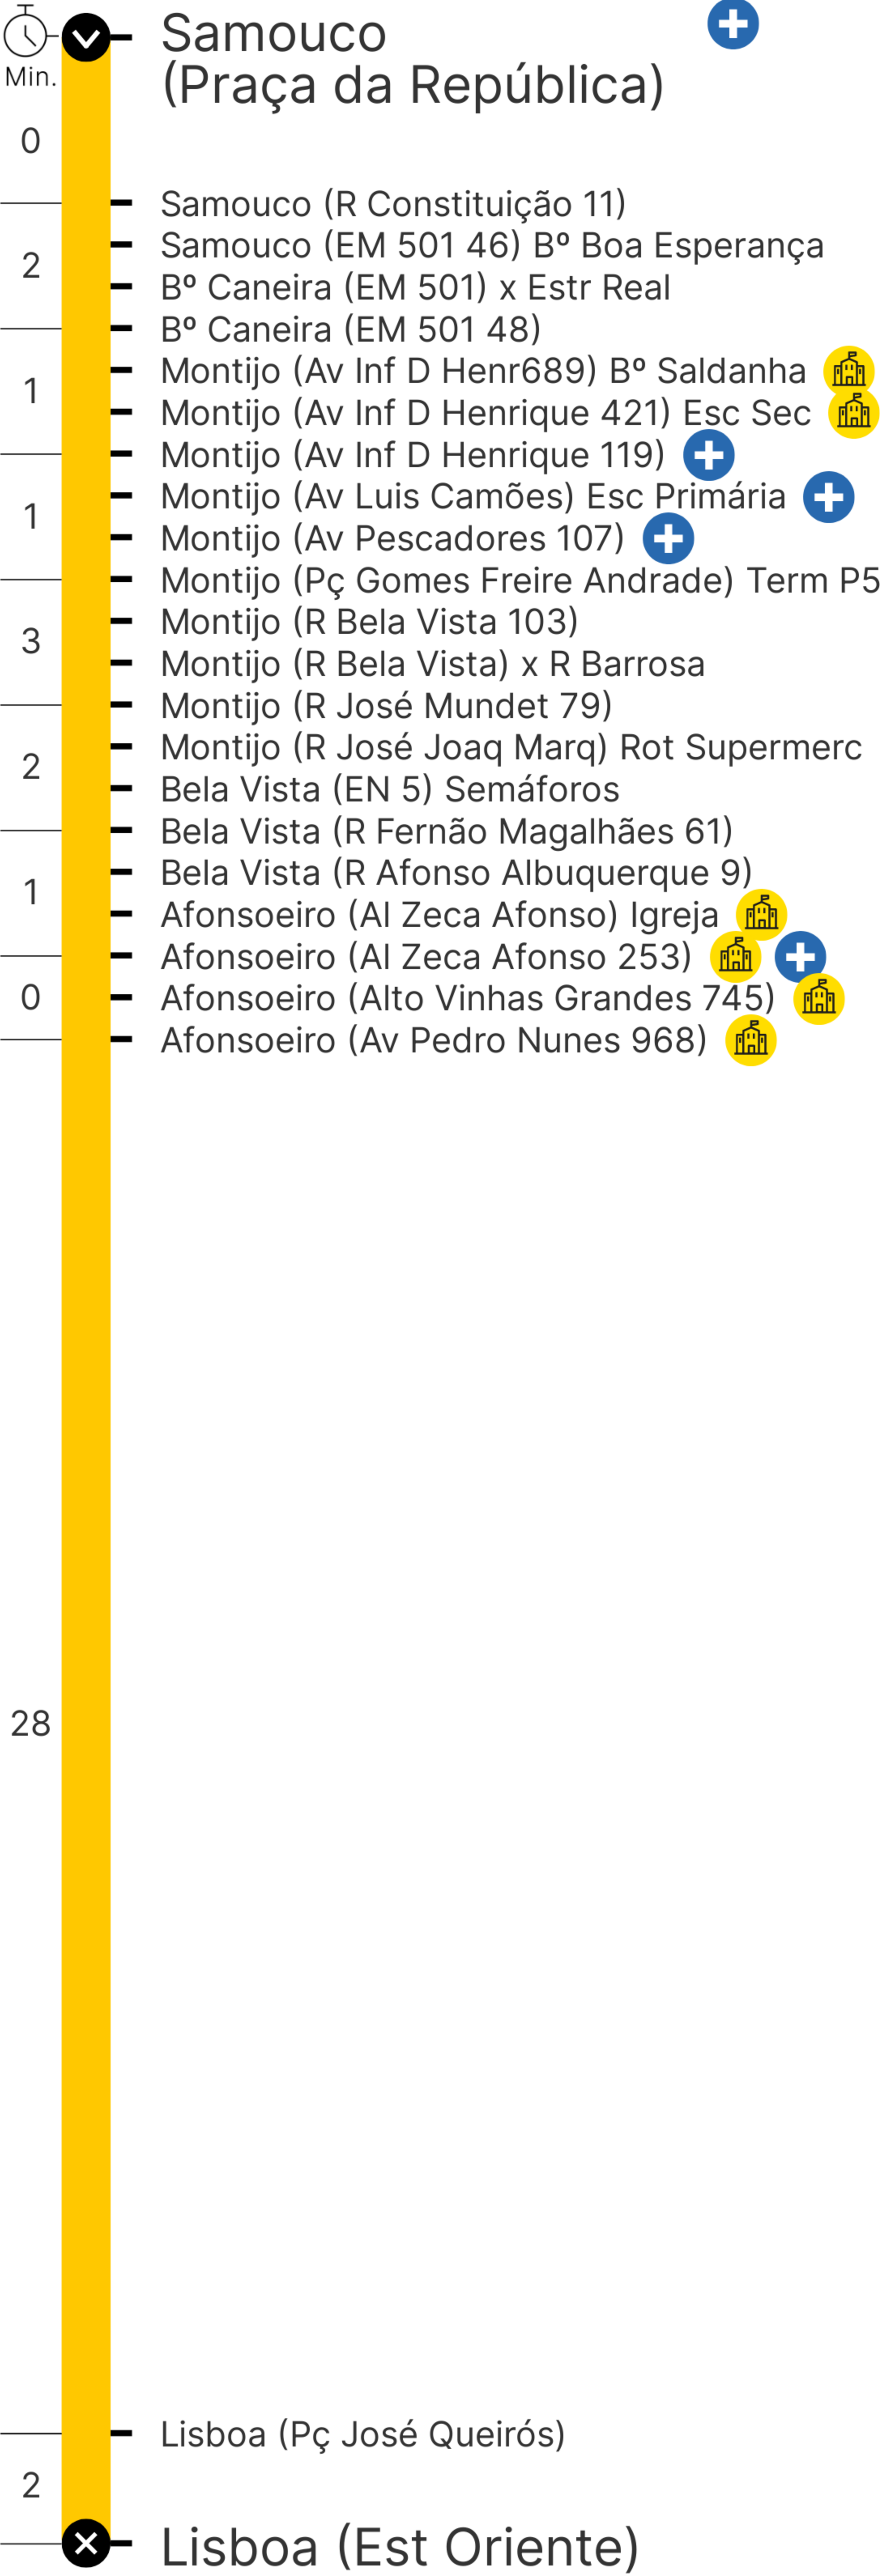 Samouco
(Praça da República)
Min.
0
Samouco (R Constituição 11)
Samouco (EM 501 46) Bº Boa Esperança
2
Bº Caneira (EM 501) x Estr Real
Bº Caneira (EM 501 48)
Montijo (Av Inf D Henr689) Bº Saldanha
1
Montijo (Av Inf D Henrique 421) Esc Sec
Montijo (Av Inf D Henrique 119)
Montijo (Av Luis Camões) Esc Primária
1
Montijo (Av Pescadores 107)
Montijo (Pç Gomes Freire Andrade) Term P5
Montijo (R Bela Vista 103)
3
Montijo (R Bela Vista) x R Barrosa
Montijo (R José Mundet 79)
Montijo (R José Joaq Marq) Rot Supermerc
2
Bela Vista (EN 5) Semáforos
Bela Vista (R Fernão Magalhães 61)
Bela Vista (R Afonso Albuquerque 9)
1
Afonsoeiro (Al Zeca Afonso) Igreja
Afonsoeiro (Al Zeca Afonso 253)
0
Afonsoeiro (Alto Vinhas Grandes 745)
Afonsoeiro (Av Pedro Nunes 968)
28
Lisboa (Pç José Queirós)
2
Lisboa (Est Oriente)